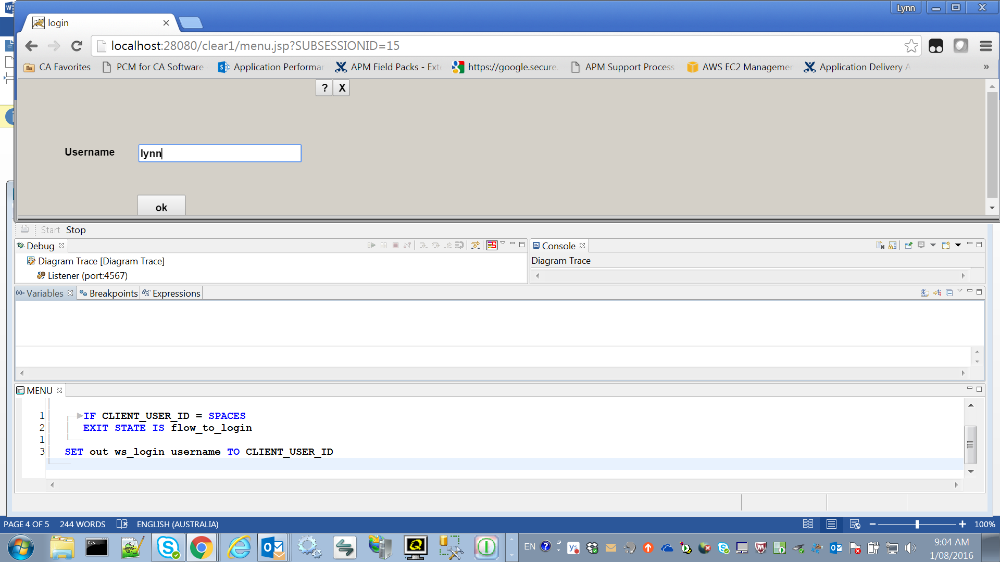 Lynn
login
localhost:28080/clear1/menu.jsp?SUBSESSIONID=15
CA Favorites PCM for CA Software Application Performa APM Field Packs - Ext https://google.secure. APM Support Process AWS EC2 Managemer Application Delivery A »
? X
Username lynn
ok
Start Stop
Debug
Diagram Trace [Diagram Trace]
Listener (port:4567)
Console
Diagram Trace
Variables Breakpoints Expressions
MENU
1 IF CLIENT_USER_ID = SPACES
2 EXIT STATE IS flow_to_login
1
3 SET out ws_login username TO CLIENT_USER_ID
PAGE 4 OF 5 244 WORDS ENGLISH (AUSTRALIA) 100%
EN
9:04 AM
1/08/2016